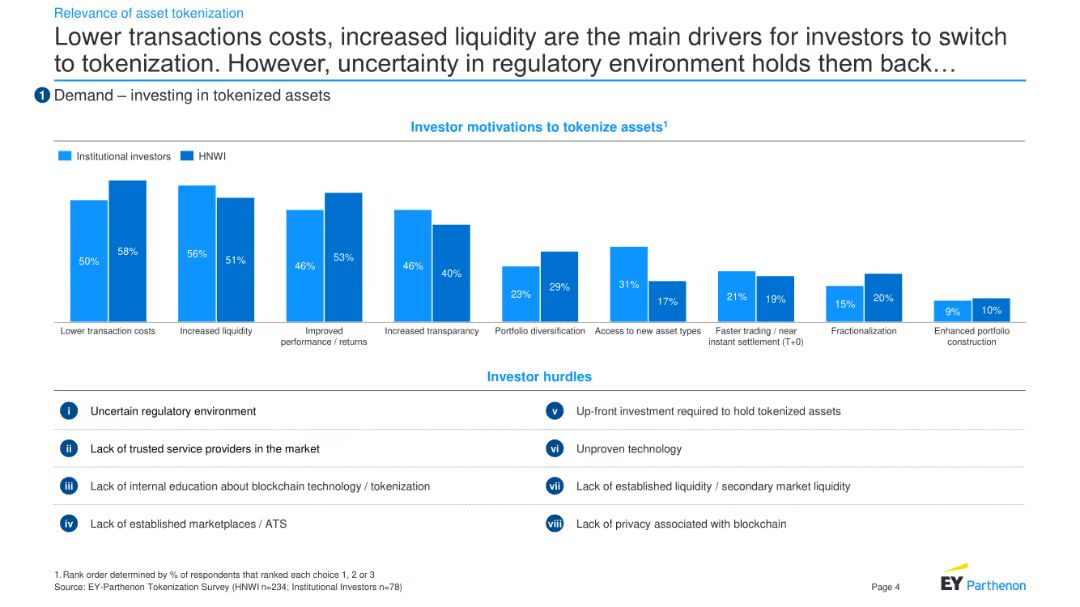 Relevance of asset tokenization
Lower transactions costs, increased liquidity are the main drivers for investors to switch
to tokenization. However, uncertainty in regulatory environment holds them back…
1 Demand – investing in tokenized assets
Investor motivations to tokenize assets1
Institutional investors HNWI
50% 58% 56% 51% 46% 53% 46% 40% 23% 29% 31% 17% 21% 19% 15% 20% 9% 10%
Lower transaction costs
Increased liquidity
Improved
performance / returns
Increased transparancy
Portfolio diversification
Access to new asset types
Faster trading / near
instant settlement (T+0)
Fractionalization
Enhanced portfolio
construction
Investor hurdles
i Uncertain regulatory environment
ii Lack of trusted service providers in the market
iii Lack of internal education about blockchain technology / tokenization
iv Lack of established marketplaces / ATS
v Up-front investment required to hold tokenized assets
vi Unproven technology
vii Lack of established liquidity / secondary market liquidity
viii Lack of privacy associated with blockchain
1. Rank order determined by % of respondents that ranked each choice 1, 2 or 3
Source: EY-Parthenon Tokenization Survey (HNWI n=234; Institutional Investors n=78)
Page 4
EY Parthenon